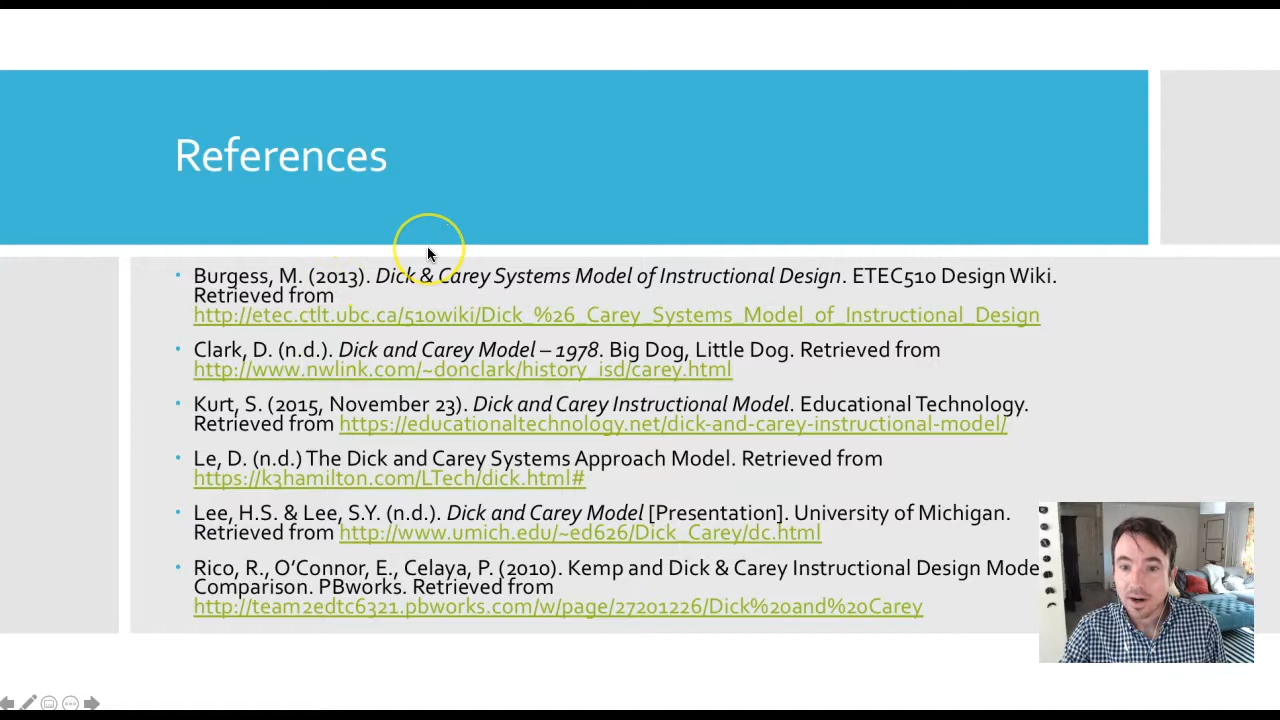 References
• Burgess, M. (2013). Dick & Carey Systems Model of Instructional Design. ETEC510 Design Wiki.
Retrieved from
http://etec.ctlt.ubc.ca/510wiki/Dick_%26_Carey_Systems_Model_of_Instructional_Design
• Clark, D. (n.d.). Dick and Carey Model – 1978. Big Dog, Little Dog. Retrieved from
http://www.nwlink.com/~donclark/history_isd/carey.html
• Kurt, S. (2015, November 23). Dick and Carey Instructional Model. Educational Technology.
Retrieved from https://educationaltechnology.net/dick-and-carey-instructional-model/
• Le, D. (n.d.) The Dick and Carey Systems Approach Model. Retrieved from
https://k3hamilton.com/LTech/dick.html#
• Lee, H.S. & Lee, S.Y. (n.d.). Dick and Carey Model [Presentation]. University of Michigan.
Retrieved from http://www.umich.edu/~ed626/Dick_Carey/dc.html
• Rico, R., O’Connor, E., Celaya, P. (2010). Kemp and Dick & Carey Instructional Design Mode
Comparison. PBworks. Retrieved from
http://team2edtc6321.pbworks.com/w/page/27201226/Dick%20and%20Carey